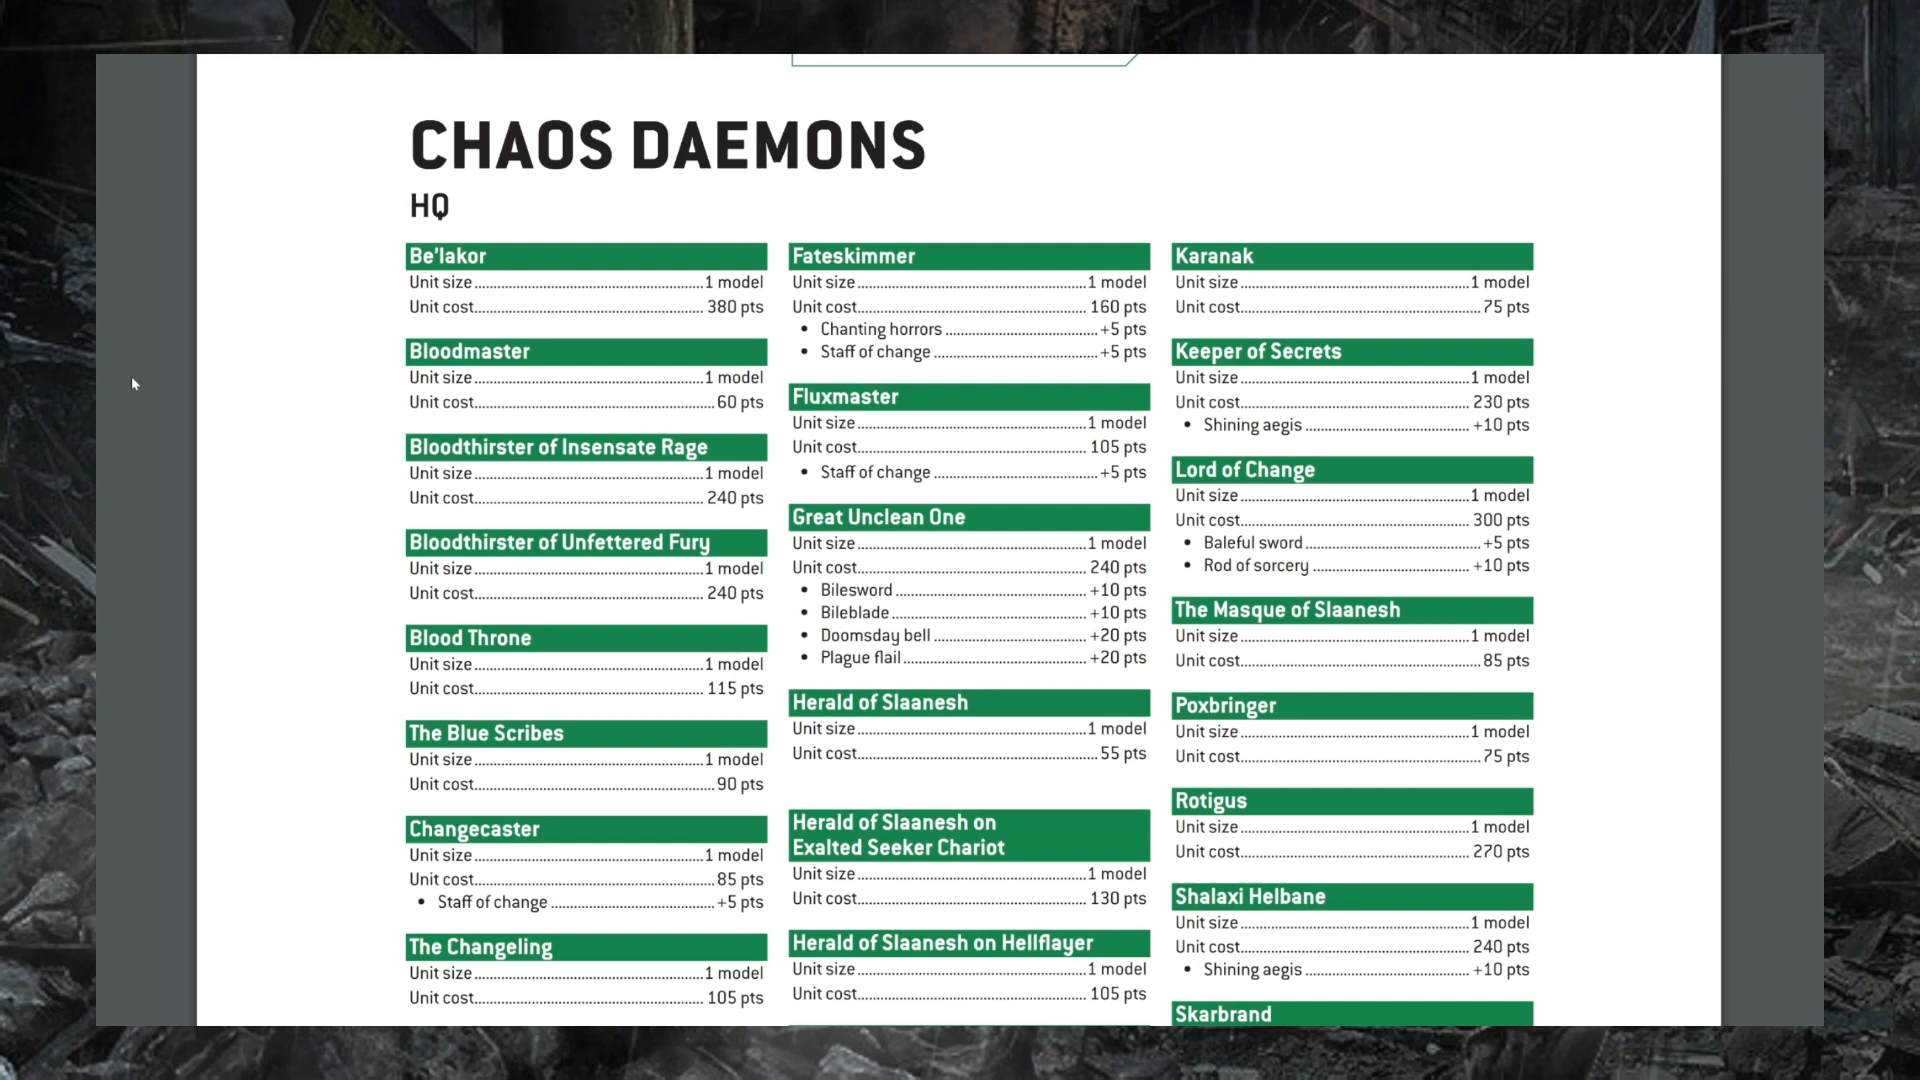 CHAOS DAEMONS
HQ
Be'lakor
Unit size 1 model
Unit cost 380 pts
Bloodmaster
Unit size 1 model
Unit cost 60 pts
Bloodthirster of Insensate Rage
Unit size 1 model
Unit cost 240 pts
Bloodthirster of Unfettered Fury
Unit size 1 model
Unit cost 240 pts
Blood Throne
Unit size 1 model
Unit cost 115 pts
The Blue Scribes
Unit size 1 model
Unit cost 90 pts
Changecaster
Unit size 1 model
Unit cost 85 pts
• Staff of change +5 pts
The Changeling
Unit size 1 model
Unit cost 105 pts
Fateskimmer
Unit size 1 model
Unit cost 160 pts
• Chanting horrors +5 pts
• Staff of change +5 pts
Fluxmaster
Unit size 1 model
Unit cost 105 pts
• Staff of change +5 pts
Great Unclean One
Unit size 1 model
Unit cost 240 pts
• Bilesword +10 pts
• Bileblade +10 pts
• Doomsday bell +20 pts
• Plague flail +20 pts
Herald of Slaanesh
Unit size 1 model
Unit cost 55 pts
Herald of Slaanesh on
Exalted Seeker Chariot
Unit size 1 model
Unit cost 130 pts
Herald of Slaanesh on Hellflayer
Unit size 1 model
Unit cost 105 pts
Karanak
Unit size 1 model
Unit cost 75 pts
Keeper of Secrets
Unit size 1 model
Unit cost 230 pts
• Shining aegis +10 pts
Lord of Change
Unit size 1 model
Unit cost 300 pts
• Baleful sword +5 pts
• Rod of sorcery +10 pts
The Masque of Slaanesh
Unit size 1 model
Unit cost 85 pts
Poxbringer
Unit size 1 model
Unit cost 75 pts
Rotigus
Unit size 1 model
Unit cost 270 pts
Shalaxi Helbane
Unit size 1 model
Unit cost 240 pts
• Shining aegis +10 pts
Skarbrand